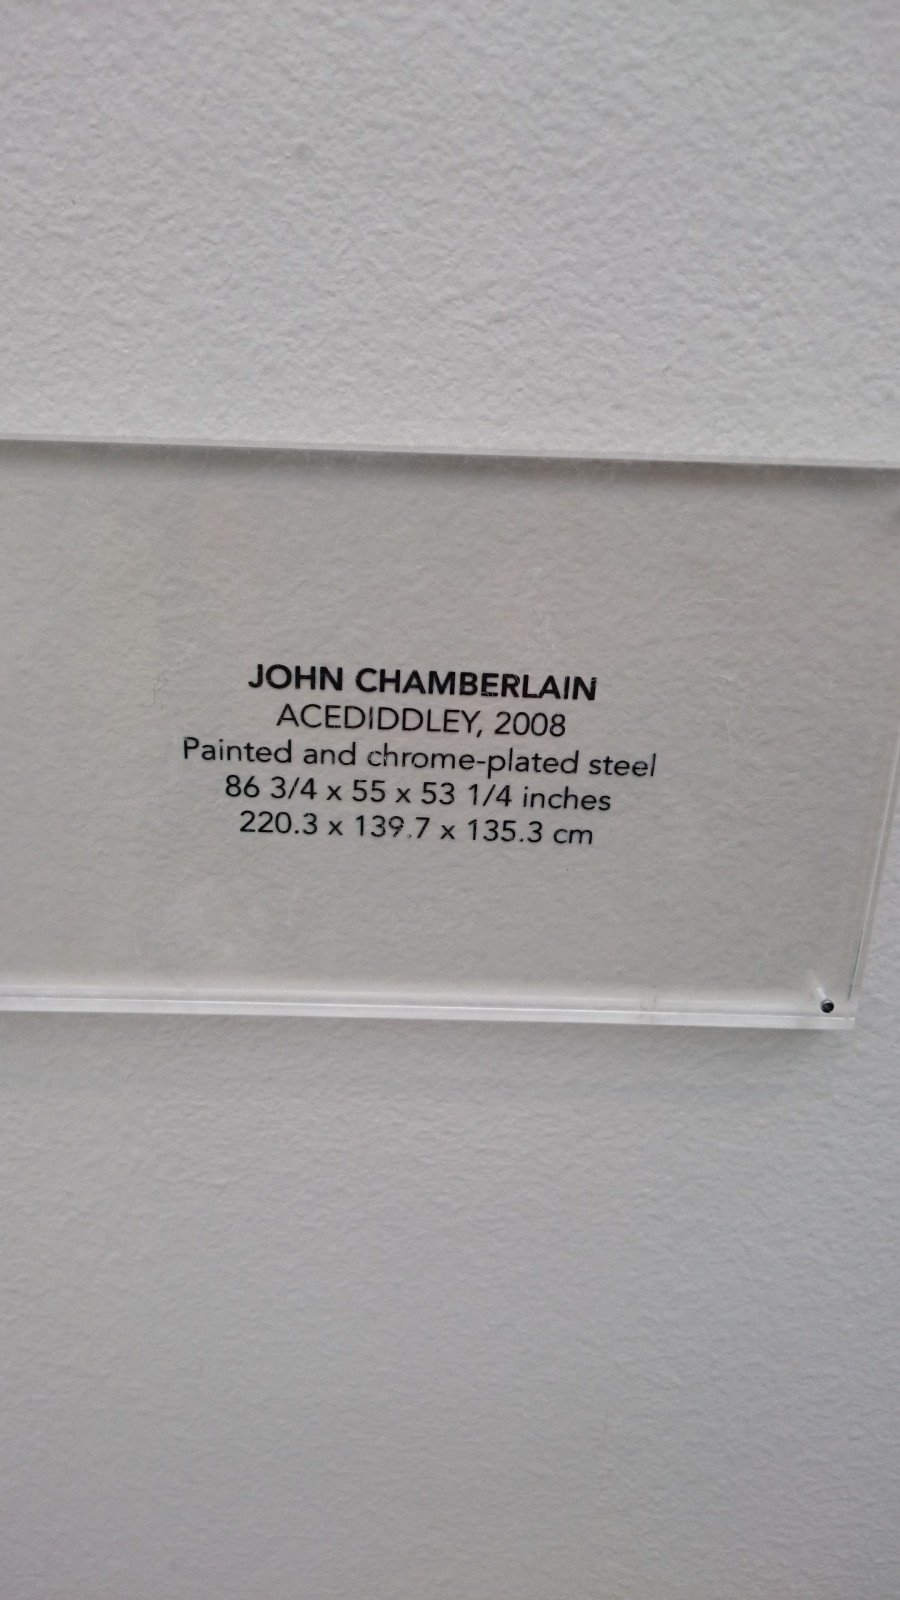 JOHN CHAMBERLAIN
ACEDIDDLEY, 2008
Painted and chrome-plated steel
86 3/4 x 55 x 53 1/4 inches
220.3 x 139.7 x 135.3 cm